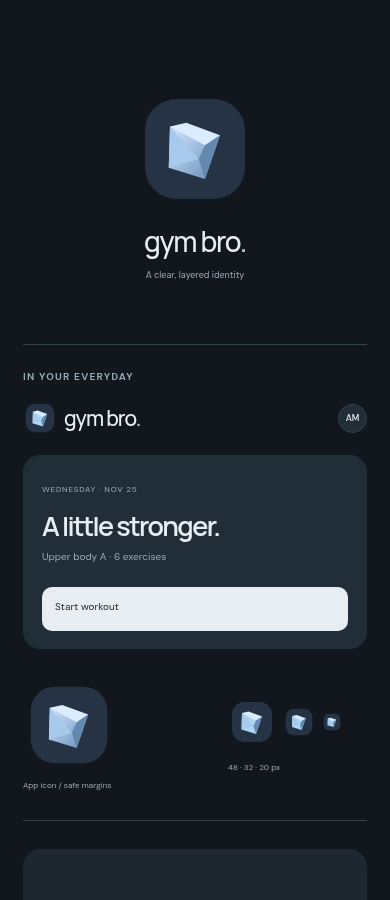 gym bro.
A clear, layered identity
IN YOUR EVERYDAY
gym bro.
AM
WEDNESDAY · NOV 25
A little stronger.
Upper body A · 6 exercises
Start workout
App icon / safe margins
48 · 32 · 20 px